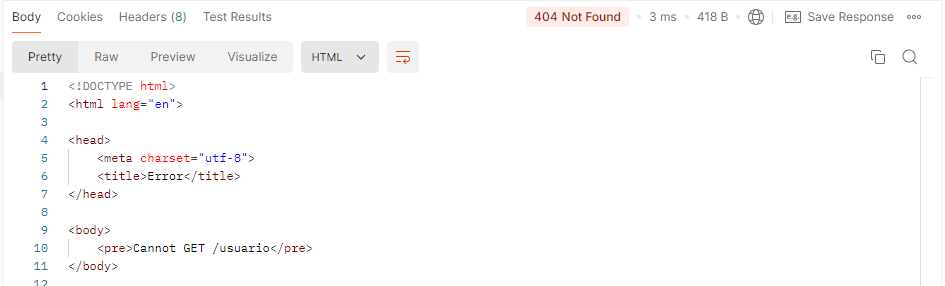 Body Cookies Headers (8) Test Results 404 Not Found • 3 ms • 418 B e.g. Save Response
Pretty Raw Preview Visualize HTML
1 <!DOCTYPE html>
2 <html lang="en">
3
4 <head>
5 <meta charset="utf-8">
6 <title>Error</title>
7 </head>
8
9 <body>
10 <pre>Cannot GET /usuario</pre>
11 </body>
12